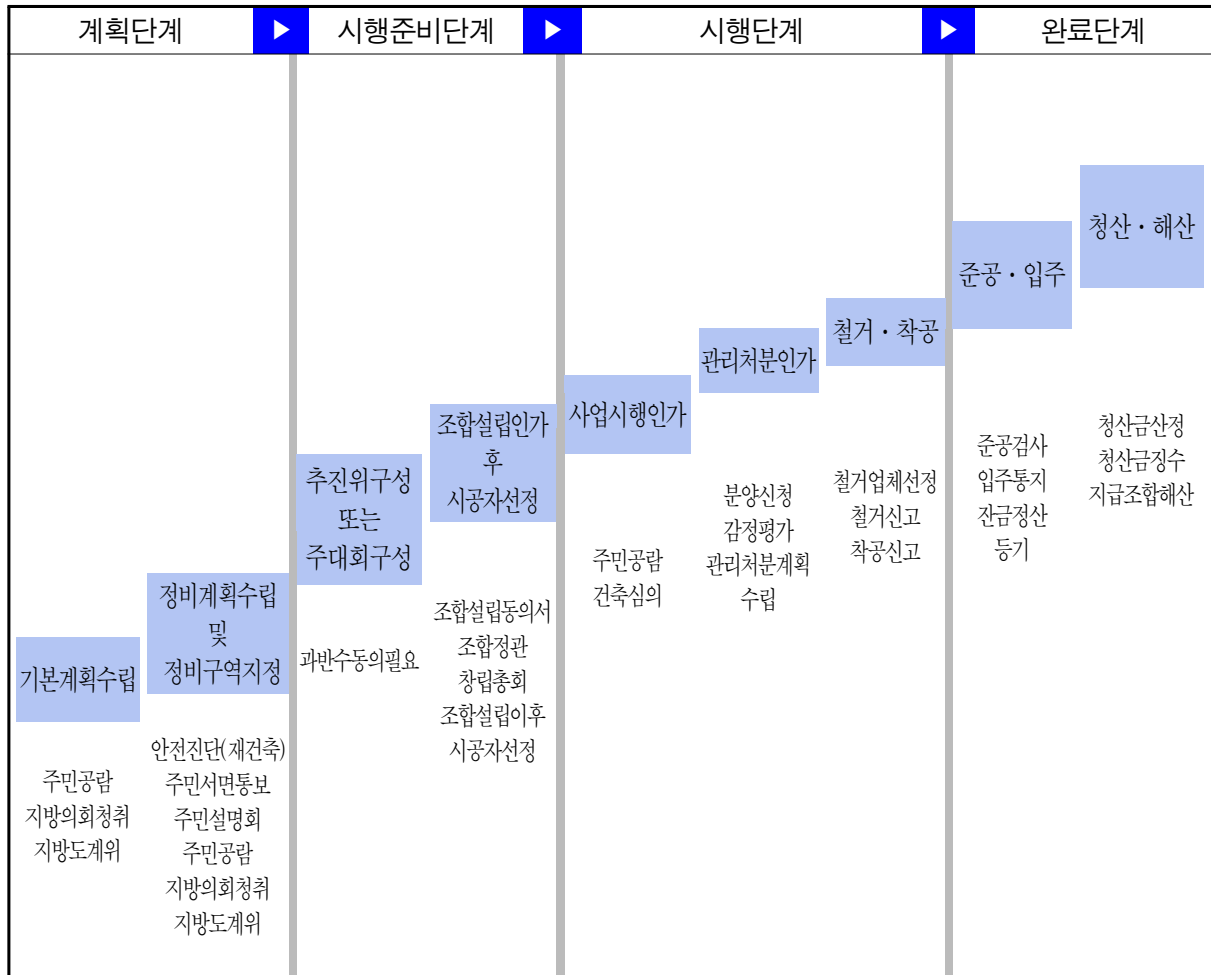 계획단계 ▶ 시행준비단계 ▶ 시행단계 ▶ 완료단계
기본계획수립
주민공람
지방의회청취
지방도계위
정비계획수립
및
정비구역지정
안전진단(재건축)
주민서면통보
주민설명회
주민공람
지방의회청취
지방도계위
추진위구성
또는
주대회구성
과반수동의필요
조합설립인가
후
시공자선정
조합설립동의서
조합정관
창립총회
조합설립이후
시공자선정
사업시행인가
주민공람
건축심의
관리처분인가
분양신청
감정평가
관리처분계획
수립
철거・착공
철거업체선정
철거신고
착공신고
준공・입주
준공검사
입주통지
잔금정산
등기
청산・해산
청산금산정
청산금징수
지급조합해산